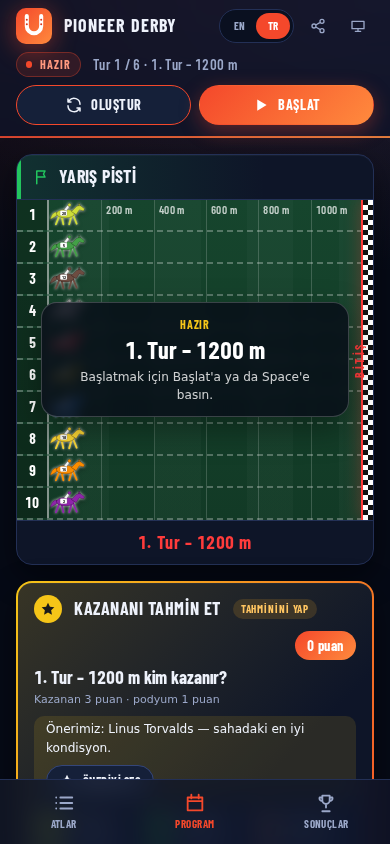 PIONEER DERBY
EN
TR
HAZIR
Tur 1 / 6 · 1. Tur – 1200 m
OLUŞTUR
BAŞLAT
YARIŞ PİSTİ
200 m
400 m
600 m
800 m
1000 m
1
2
3
4
5
6
7
8
9
10
BİTİŞ
HAZIR
1. Tur – 1200 m
Başlatmak için Başlat'a ya da Space'e
basın.
1. Tur – 1200 m
KAZANANI TAHMİN ET
TAHMİNİNİ YAP
0 puan
1. Tur – 1200 m kim kazanır?
Kazanan 3 puan · podyum 1 puan
Önerimiz: Linus Torvalds — sahadaki en iyi
kondisyon.
ATLAR
PROGRAM
SONUÇLAR